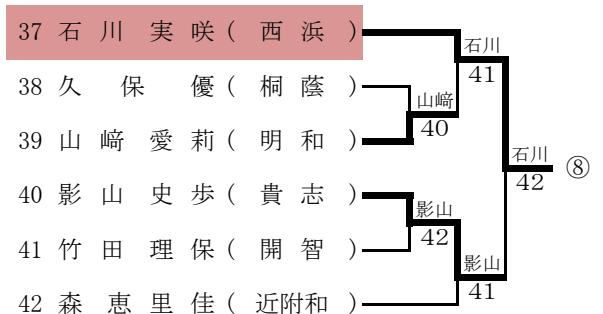 37 石川実咲(西浜)
石川
41
38 久保優(桐蔭)
山﨑
40
39 山﨑愛莉(明和)
石川
42
⑧
40 影山史歩(貴志)
影山
42
41 竹田理保(開智)
影山
41
42 森恵里佳(近附和)